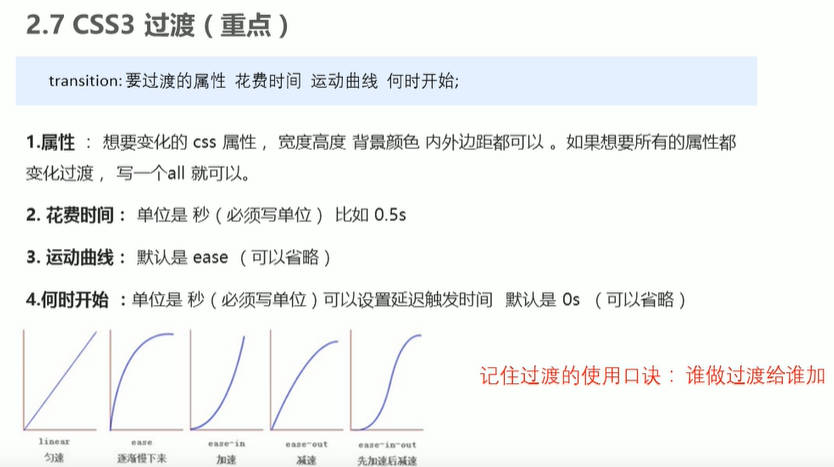 2.7 CSS3 过渡（重点）
transition: 要过渡的属性 花费时间 运动曲线 何时开始;
1.属性 ： 想要变化的 css 属性， 宽度高度 背景颜色 内外边距都可以 。如果想要所有的属性都
变化过渡， 写一个all 就可以。
2. 花费时间： 单位是 秒（必须写单位） 比如 0.5s
3. 运动曲线： 默认是 ease （可以省略）
4.何时开始 ：单位是 秒（必须写单位）可以设置延迟触发时间 默认是 0s （可以省略）
记住过渡的使用口诀： 谁做过渡给谁加
linear ease ease-in ease-out ease-in-out
匀速 逐渐慢下来 加速 减速 先加速后减速